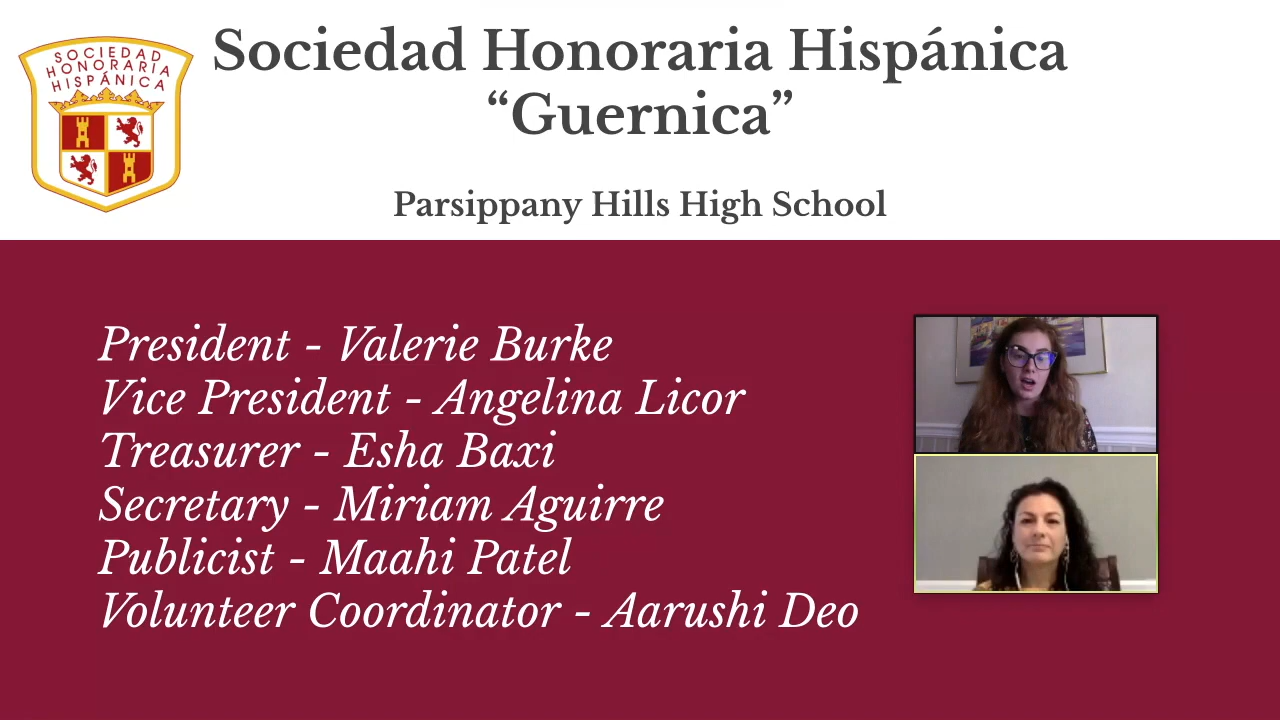 SOCIEDAD
HONORARIA
HISPÁNICA
Sociedad Honoraria Hispánica
“Guernica”
Parsippany Hills High School
President - Valerie Burke
Vice President - Angelina Licor
Treasurer - Esha Baxi
Secretary - Miriam Aguirre
Publicist - Maahi Patel
Volunteer Coordinator - Aarushi Deo